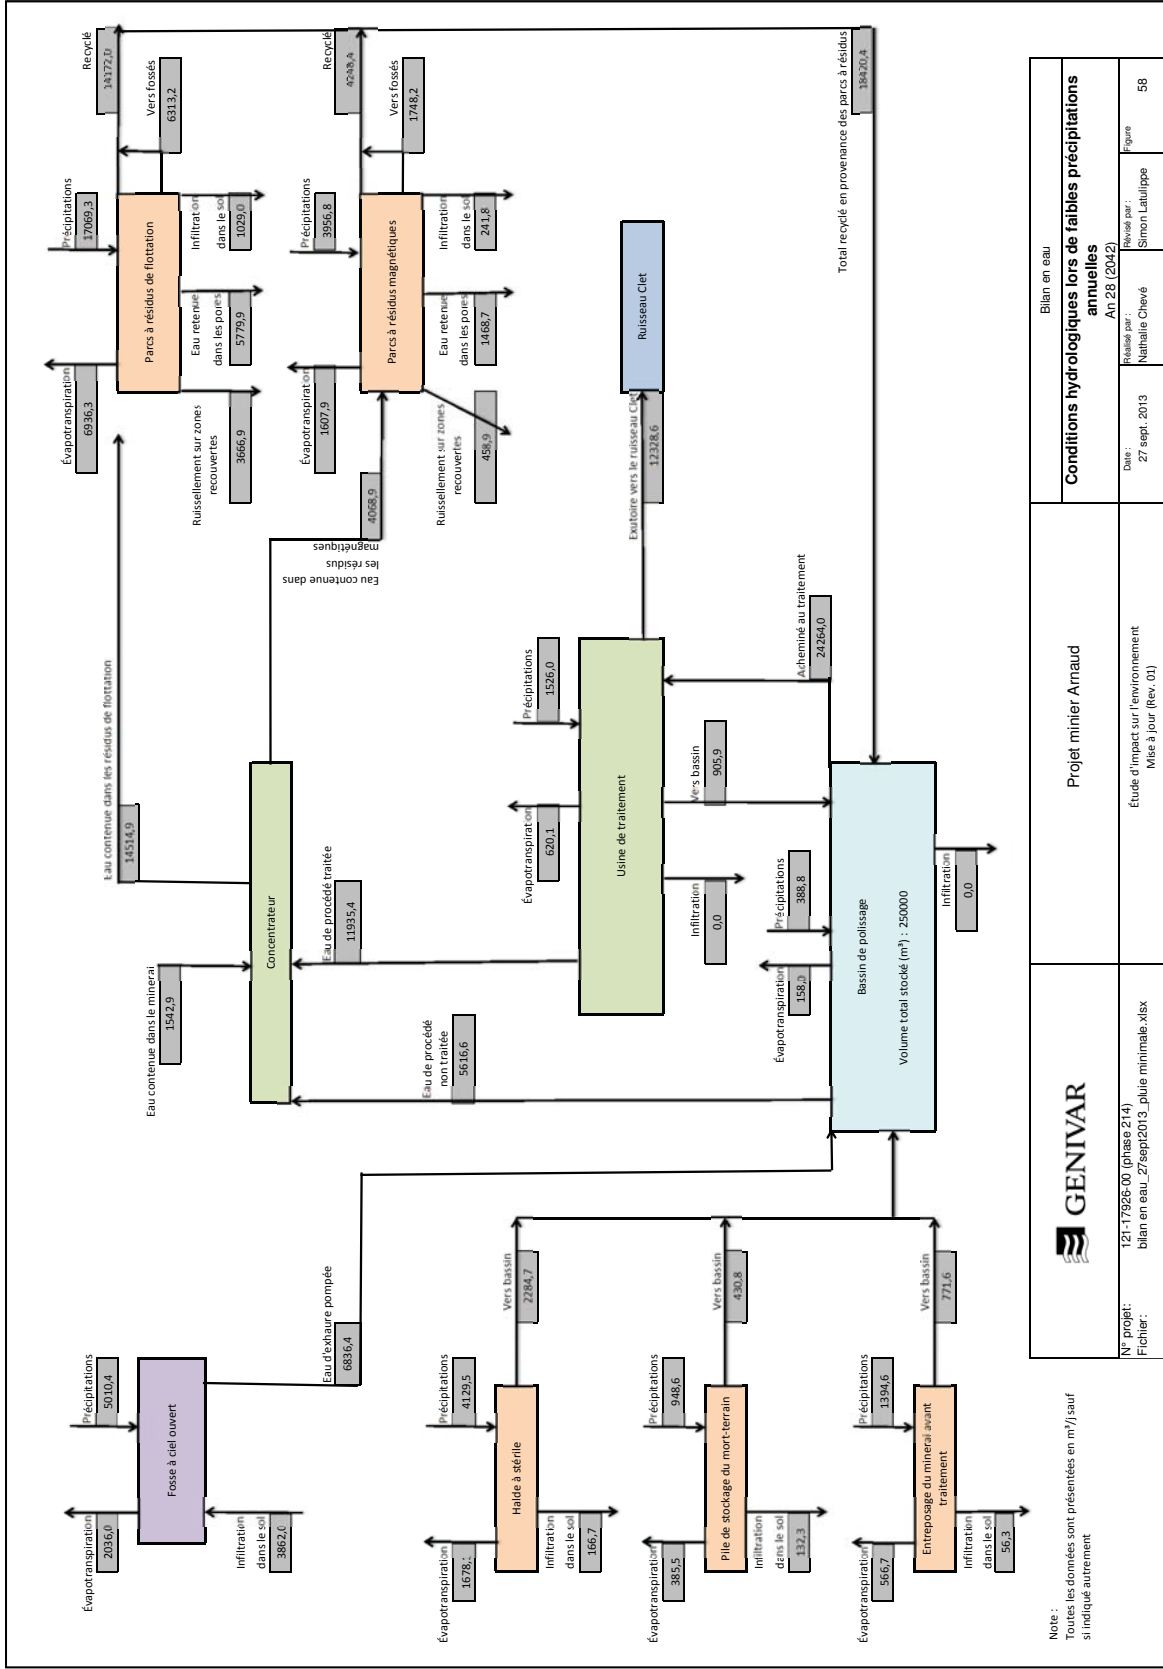 Évapotranspiration
2036,0
Précipitations
5010,4
Fosse à ciel ouvert
Infiltration
dans le sol
3862,0
Eau d'exhaure pompée
6836,4
Évapotranspiration
Précipitations
4129,5
Halde à stérile
Infiltration
dans le sol
166,7
Vers bassin
2284,7
Évapotranspiration
385,5
Précipitations
948,6
Pile de stockage du mort-terrain
Infiltration
dans le sol
132,3
Vers bassin
430,8
Évapotranspiration
566,7
Précipitations
1394,6
Entreposage du minerai avant
traitement
Infiltration
dans le sol
56,3
Vers bassin
771,6
Eau contenue dans le minerai
1542,9
Concentrateur
Eau contenue dans les résidus de flottation
14514,9
Eau de procédé
non traitée
5616,6
Eau de procédé traitée
11935,4
Eau contenue dans
les résidus
magnétiques
4068,9
Évapotranspiration
620,1
Précipitations
1526,0
Usine de traitement
Infiltration
0,0
Vers bassin
905,9
Acheminé au traitement
24264,0
Exutoire vers le ruisseau Clet
12328,6
Ruisseau Clet
Évapotranspiration
158,0
Précipitations
388,8
Bassin de polissage
Volume total stocké (m³) : 250000
Infiltration
0,0
Évapotranspiration
6936,3
Précipitations
17069,3
Recyclé
14172,0
Parcs à résidus de flottation
Vers fossés
6313,2
Ruissellement sur zones
recouvertes
3666,9
Eau retenue
dans les pores
5779,9
Infiltration
dans le sol
1029,0
Évapotranspiration
1607,9
Précipitations
3956,8
Recyclé
4248,4
Parcs à résidus magnétiques
Vers fossés
1748,2
Ruissellement sur zones
recouvertes
458,9
Eau retenue
dans les pores
1468,7
Infiltration
dans le sol
241,8
Total recyclé en provenance des parcs à résidus
18420,4
Note :
Toutes les données sont présentées en m³/j sauf
si indiqué autrement
GENIVAR
N° projet: 121-17926-00 (phase 214)
Fichier: bilan en eau_27sept2013_pluie minimale.xlsx
Projet minier Arnaud
Étude d'impact sur l'environnement
Mise à jour (Rev. 01)
Bilan en eau
Conditions hydrologiques lors de faibles précipitations
annuelles
An 28 (2042)
Date :
27 sept. 2013
Réalisé par :
Nathalie Chevé
Révisé par :
Simon Latulippe
Figure
58